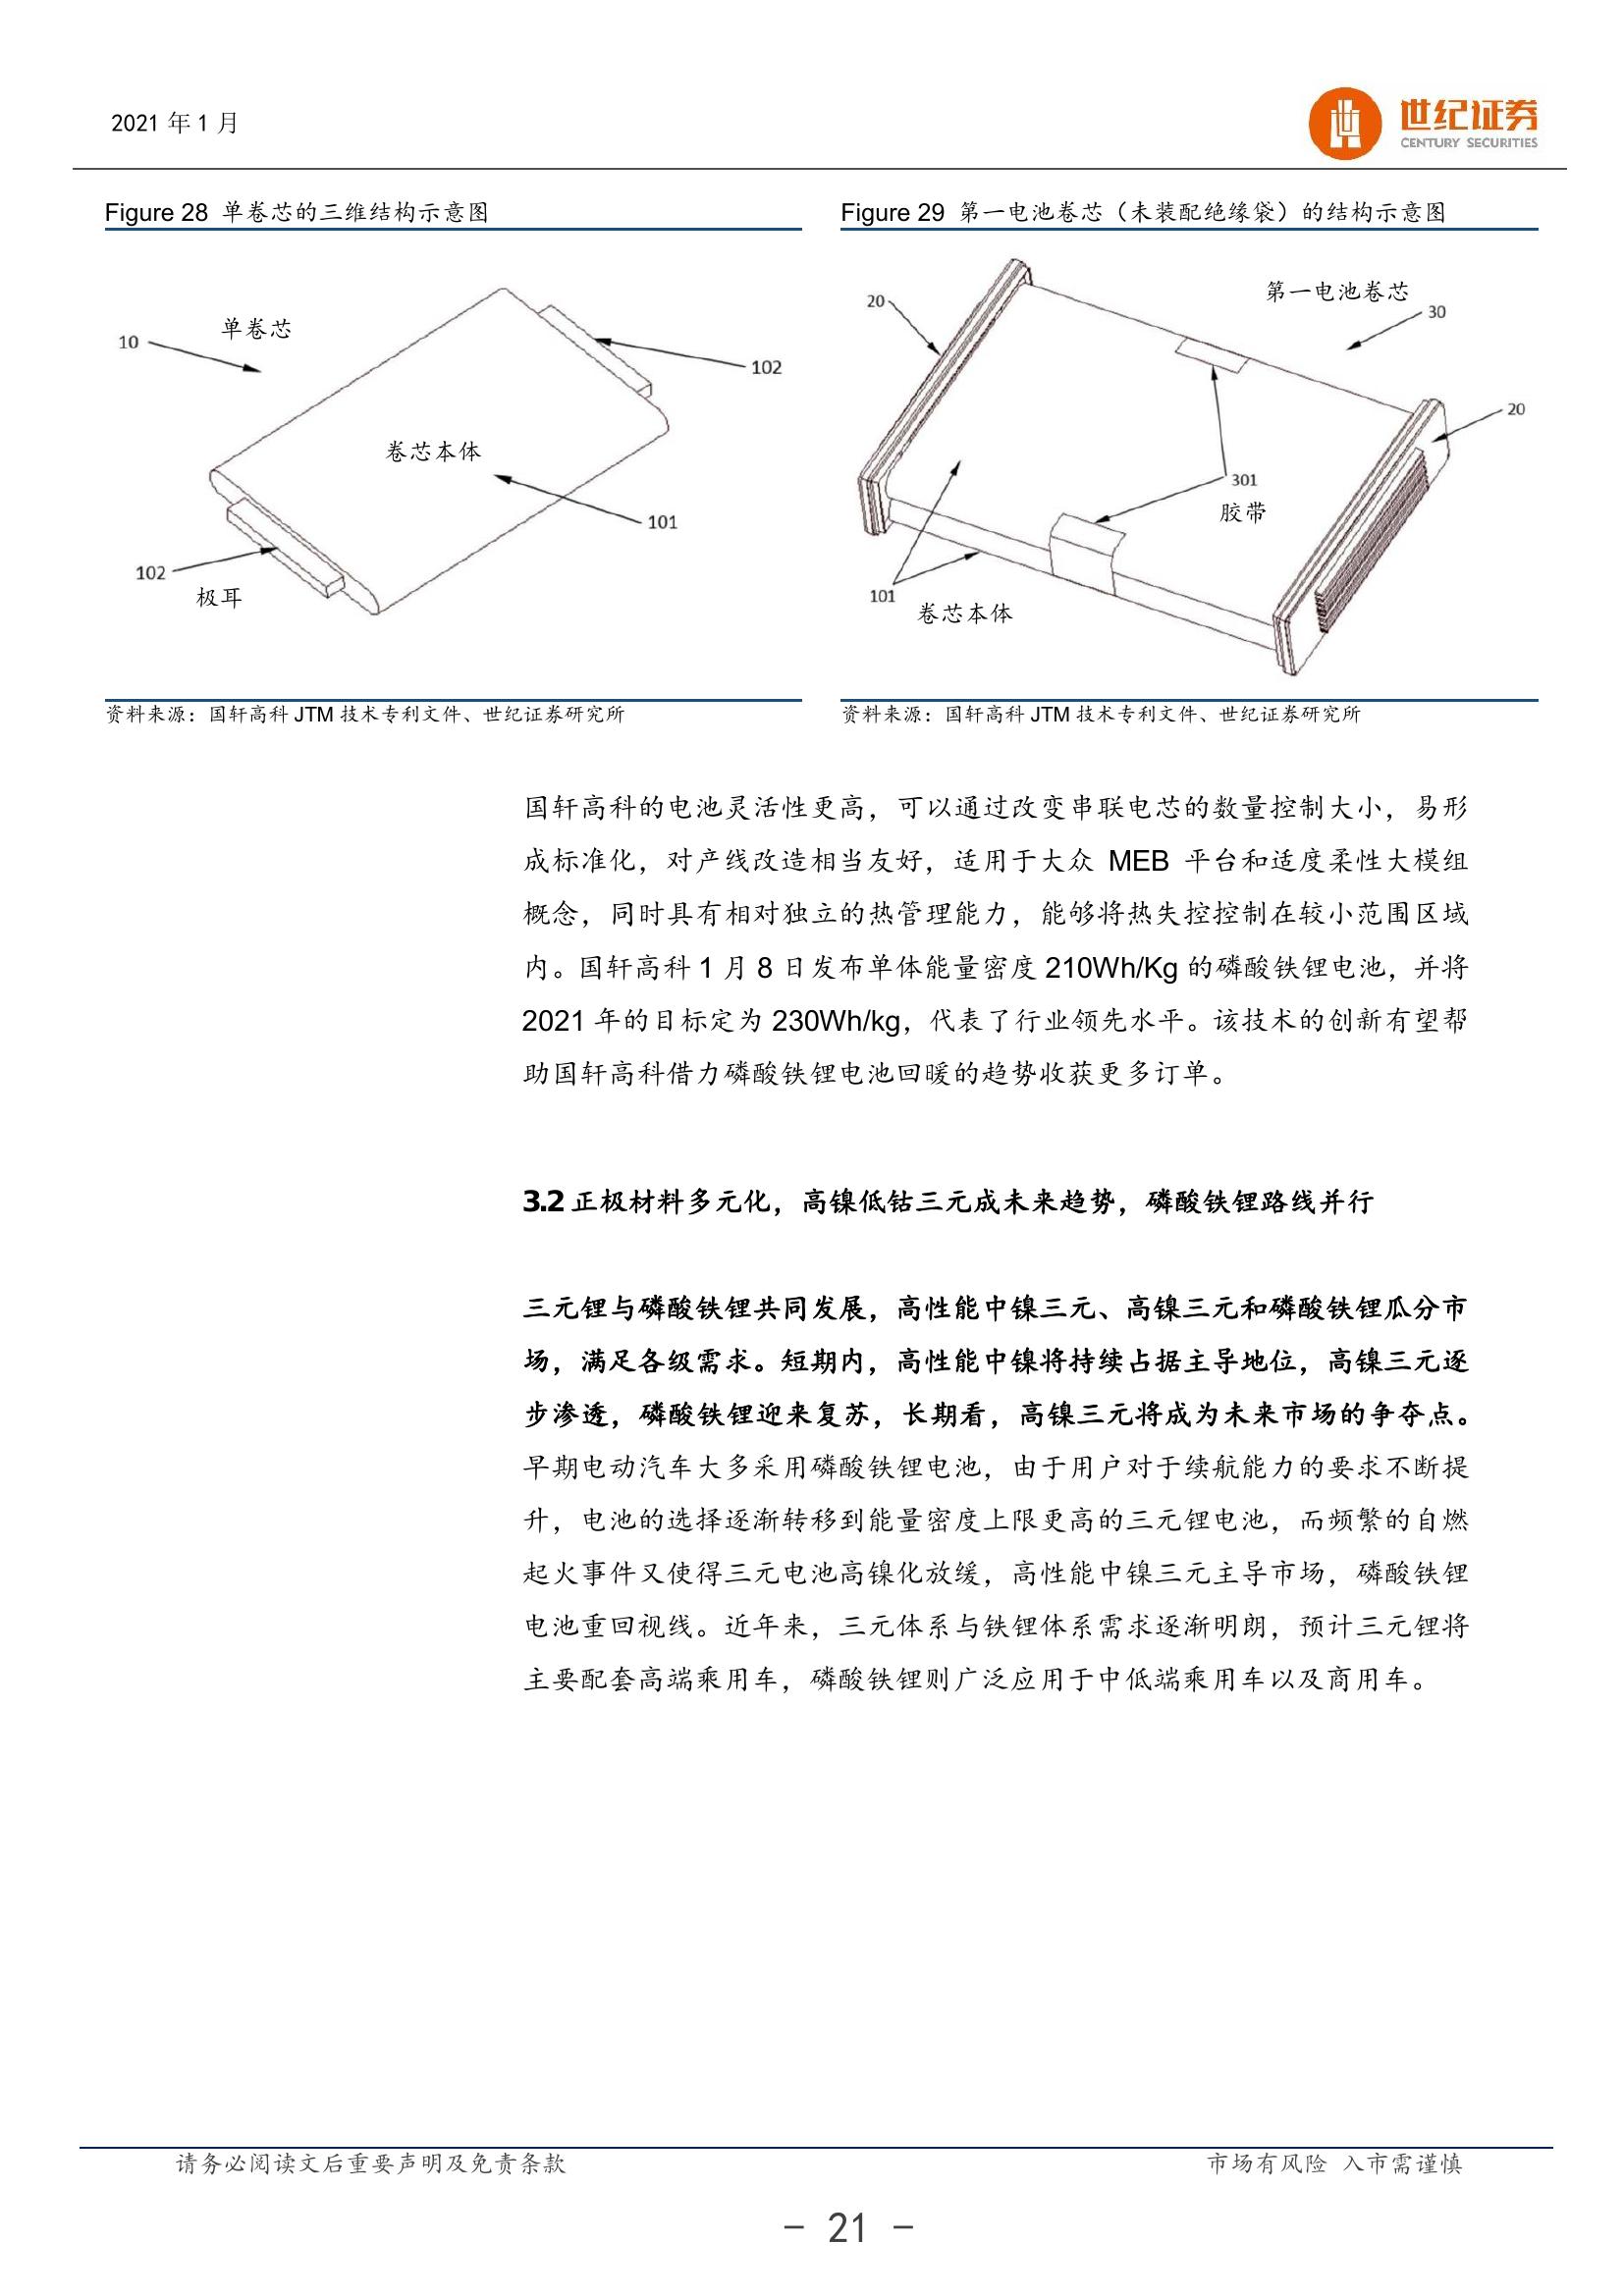 2021 年 1 月
世纪证券
CENTURY SECURITIES
Figure 28 单卷芯的三维结构示意图
10
单卷芯
102
卷芯本体
101
102
极耳
资料来源：国轩高科 JTM 技术专利文件、世纪证券研究所
Figure 29 第一电池卷芯（未装配绝缘袋）的结构示意图
20
第一电池卷芯
30
20
301
胶带
101
卷芯本体
资料来源：国轩高科 JTM 技术专利文件、世纪证券研究所
国轩高科的电池灵活性更高，可以通过改变串联电芯的数量控制大小，易形
成标准化，对产线改造相当友好，适用于大众 MEB 平台和适度柔性大模组
概念，同时具有相对独立的热管理能力，能够将热失控控制在较小范围区域
内。国轩高科 1 月 8 日发布单体能量密度 210Wh/Kg 的磷酸铁锂电池，并将
2021 年的目标定为 230Wh/kg，代表了行业领先水平。该技术的创新有望帮
助国轩高科借力磷酸铁锂电池回暖的趋势收获更多订单。
3.2 正极材料多元化，高镍低钴三元成未来趋势，磷酸铁锂路线并行
三元锂与磷酸铁锂共同发展，高性能中镍三元、高镍三元和磷酸铁锂瓜分市
场，满足各级需求。短期内，高性能中镍将持续占据主导地位，高镍三元逐
步渗透，磷酸铁锂迎来复苏，长期看，高镍三元将成为未来市场的争夺点。
早期电动汽车大多采用磷酸铁锂电池，由于用户对于续航能力的要求不断提
升，电池的选择逐渐转移到能量密度上限更高的三元锂电池，而频繁的自燃
起火事件又使得三元电池高镍化放缓，高性能中镍三元主导市场，磷酸铁锂
电池重回视线。近年来，三元体系与铁锂体系需求逐渐明朗，预计三元锂将
主要配套高端乘用车，磷酸铁锂则广泛应用于中低端乘用车以及商用车。
请务必阅读文后重要声明及免责条款
市场有风险 入市需谨慎
- 21 -